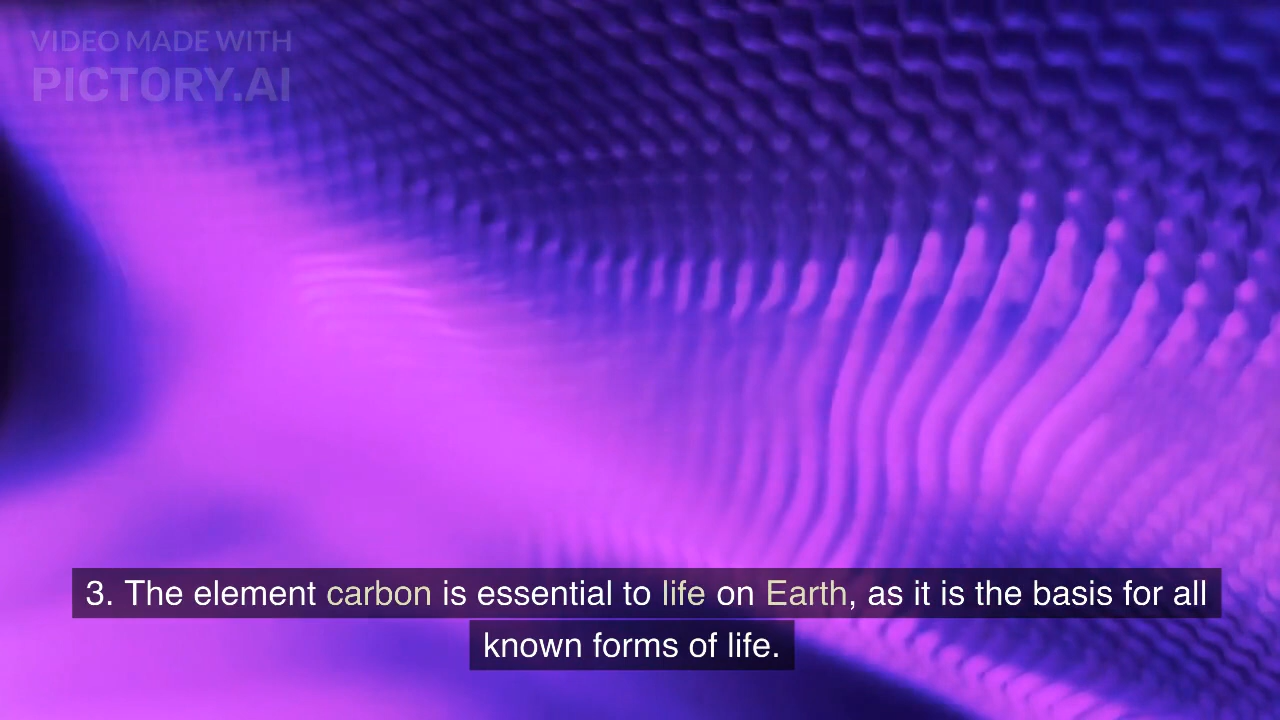 VIDEO MADE WITH
PICTORY.AI
3. The element carbon is essential to life on Earth, as it is the basis for all
known forms of life.